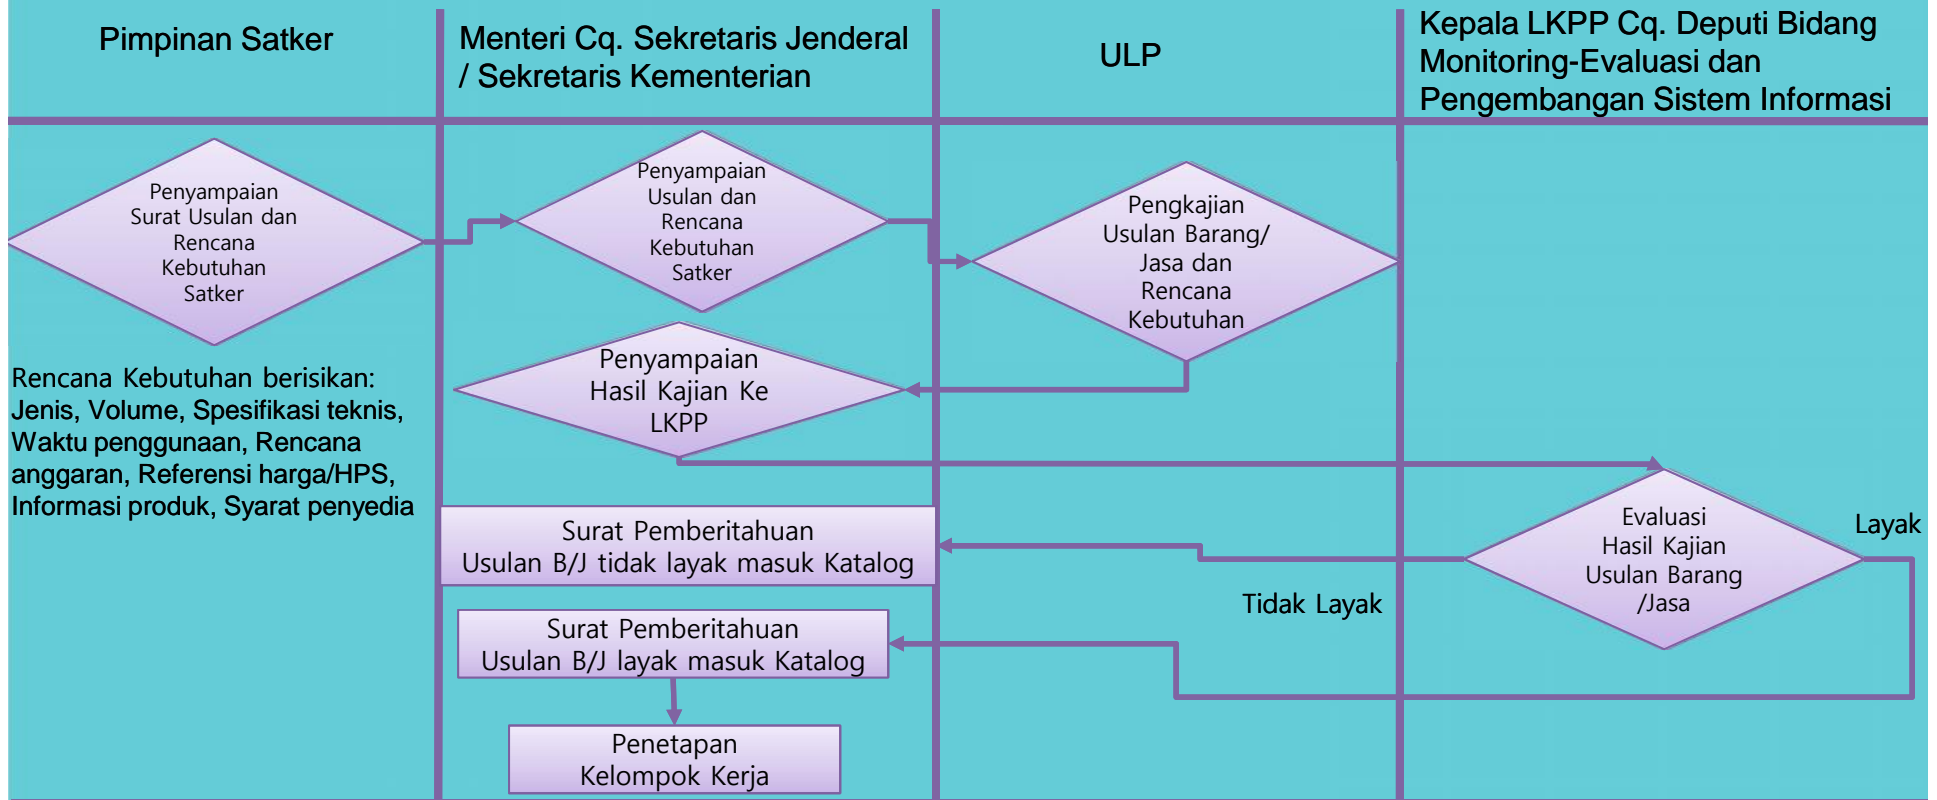 Pimpinan Satker
Menteri Cq. Sekretaris Jenderal
/ Sekretaris Kementerian
ULP
Kepala LKPP Cq. Deputi Bidang
Monitoring-Evaluasi dan
Pengembangan Sistem Informasi
Penyampaian
Surat Usulan dan
Rencana
Kebutuhan
Satker
Penyampaian
Usulan dan
Rencana
Kebutuhan
Satker
Pengkajian
Usulan Barang/
Jasa dan
Rencana
Kebutuhan
Rencana Kebutuhan berisikan:
Jenis, Volume, Spesifikasi teknis,
Waktu penggunaan, Rencana
anggaran, Referensi harga/HPS,
Informasi produk, Syarat penyedia
Penyampaian
Hasil Kajian Ke
LKPP
Evaluasi
Hasil Kajian
Usulan Barang
/Jasa
Layak
Tidak Layak
Surat Pemberitahuan
Usulan B/J tidak layak masuk Katalog
Surat Pemberitahuan
Usulan B/J layak masuk Katalog
Penetapan
Kelompok Kerja